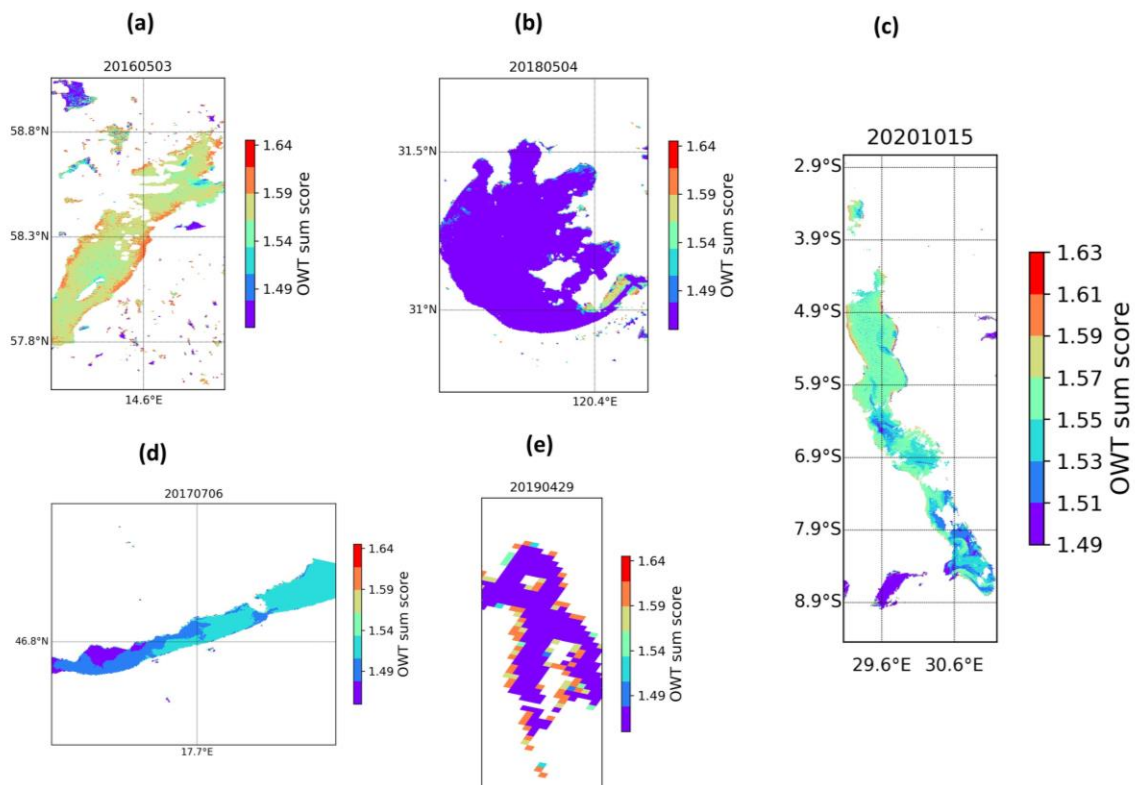 (a)
20160503
58.8°N
58.3°N
57.8°N
14.6°E
1.64
1.59
1.54
1.49
OWT sum score
(b)
20180504
31.5°N
31°N
120.4°E
1.64
1.59
1.54
1.49
OWT sum score
(c)
20201015
2.9°S
3.9°S
4.9°S
5.9°S
6.9°S
7.9°S
8.9°S
29.6°E 30.6°E
1.63
1.61
1.59
1.57
1.55
1.53
1.51
1.49
OWT sum score
(d)
20170706
46.8°N
17.7°E
1.64
1.59
1.54
1.49
OWT sum score
(e)
20190429
1.64
1.59
1.54
1.49
OWT sum score